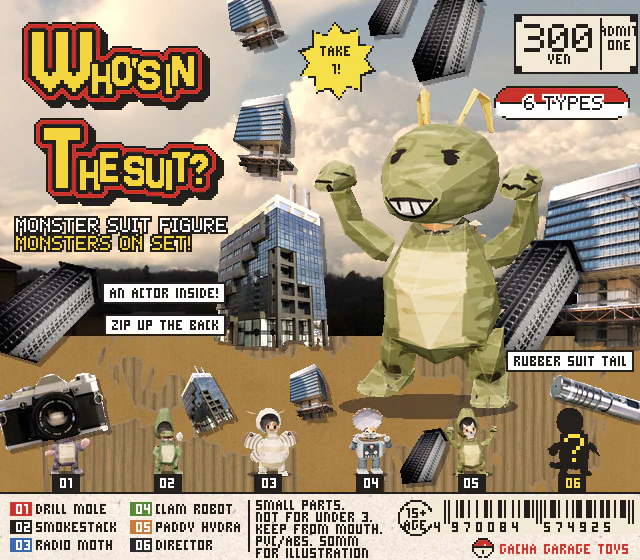 WHO'S IN
THE SUIT?
TAKE
1!
300
YEN
ADMIT
ONE
6 TYPES
MONSTER SUIT FIGURE
MONSTERS ON SET!
AN ACTOR INSIDE!
ZIP UP THE BACK
RUBBER SUIT TAIL
?
01 02 03 04 05 06
01 DRILL MOLE
02 SMOKESTACK
03 RADIO MOTH
04 CLAM ROBOT
05 PADDY HYDRA
06 DIRECTOR
SMALL PARTS.
NOT FOR UNDER 3.
KEEP FROM MOUTH.
PVC/ABS. 50MM
FOR ILLUSTRATION
15+
AGE
4 970084 574925
GACHA GARAGE TOYS